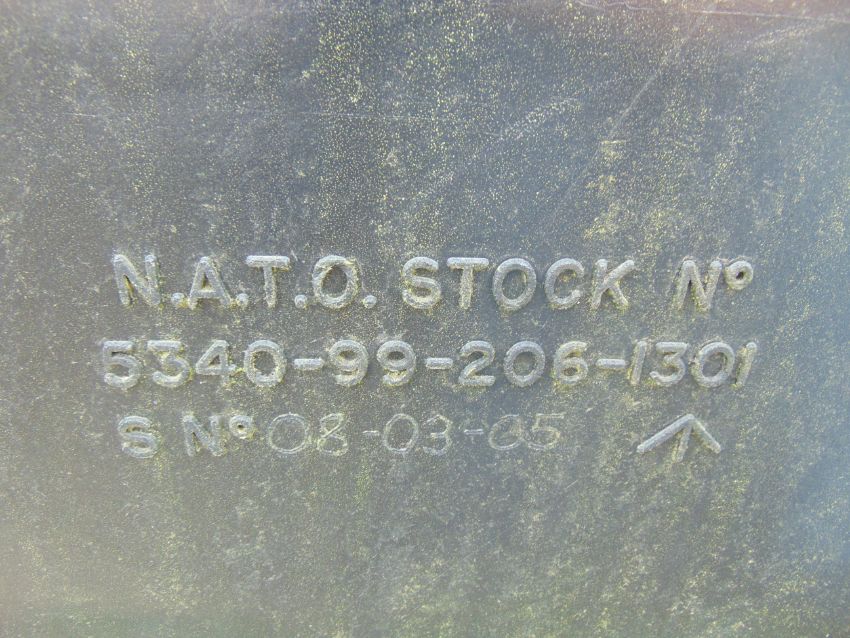 N.A.T.O. STOCK Nº
5340-99-206-1301
S Nº 08-03-05